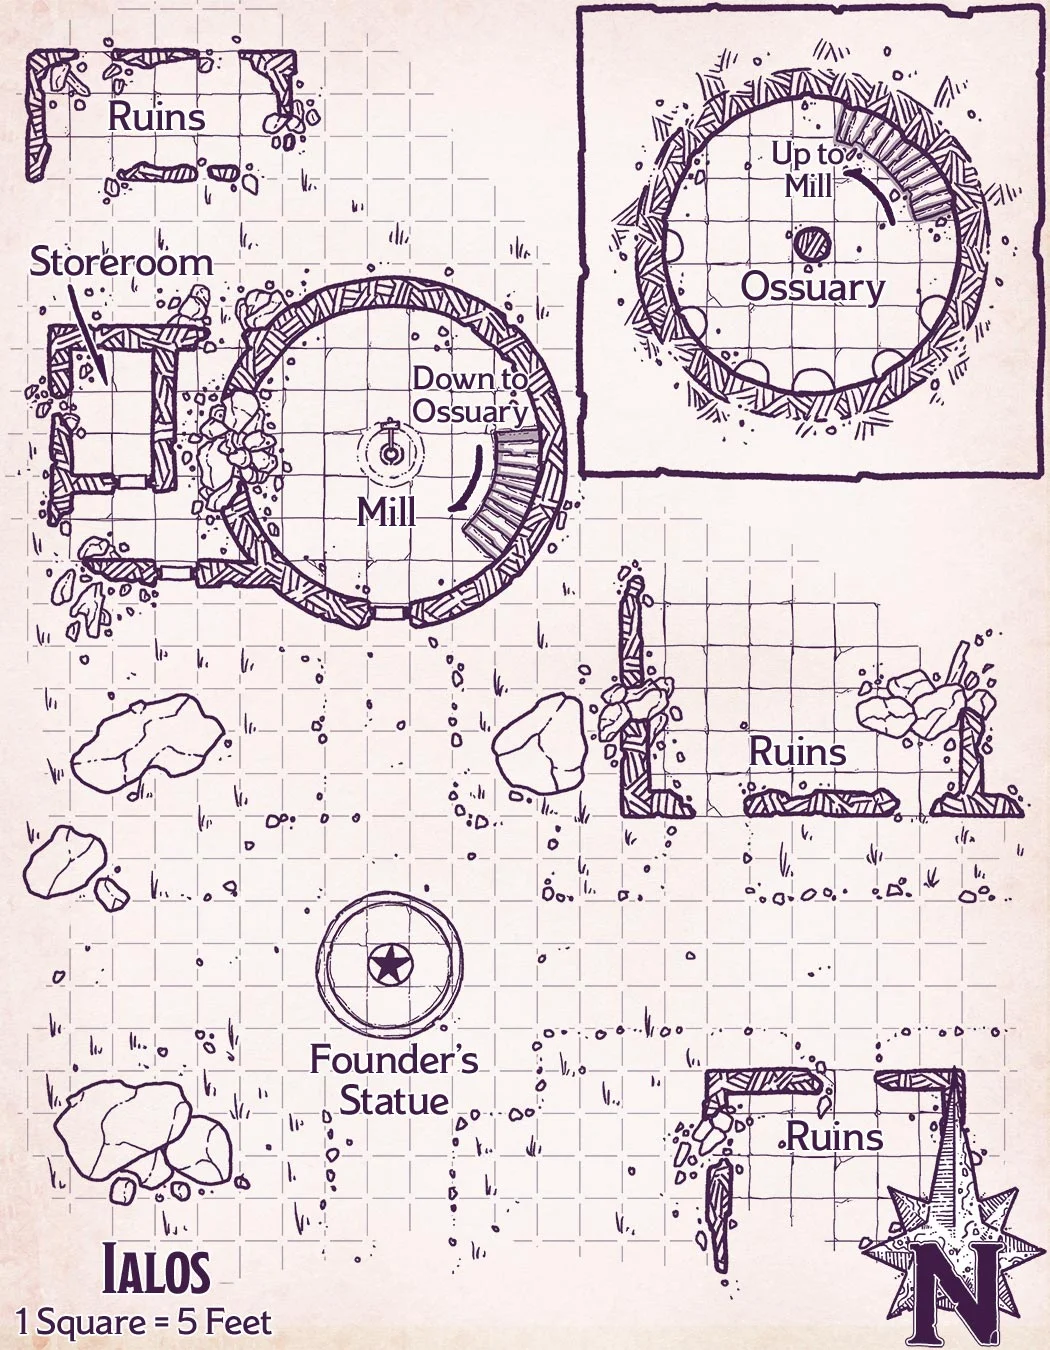 Ruins
Up to
Mill
Ossuary
Storeroom
Down to
Ossuary
Mill
Ruins
Founder's
Statue
Ruins
Ialos
1 Square = 5 Feet
N